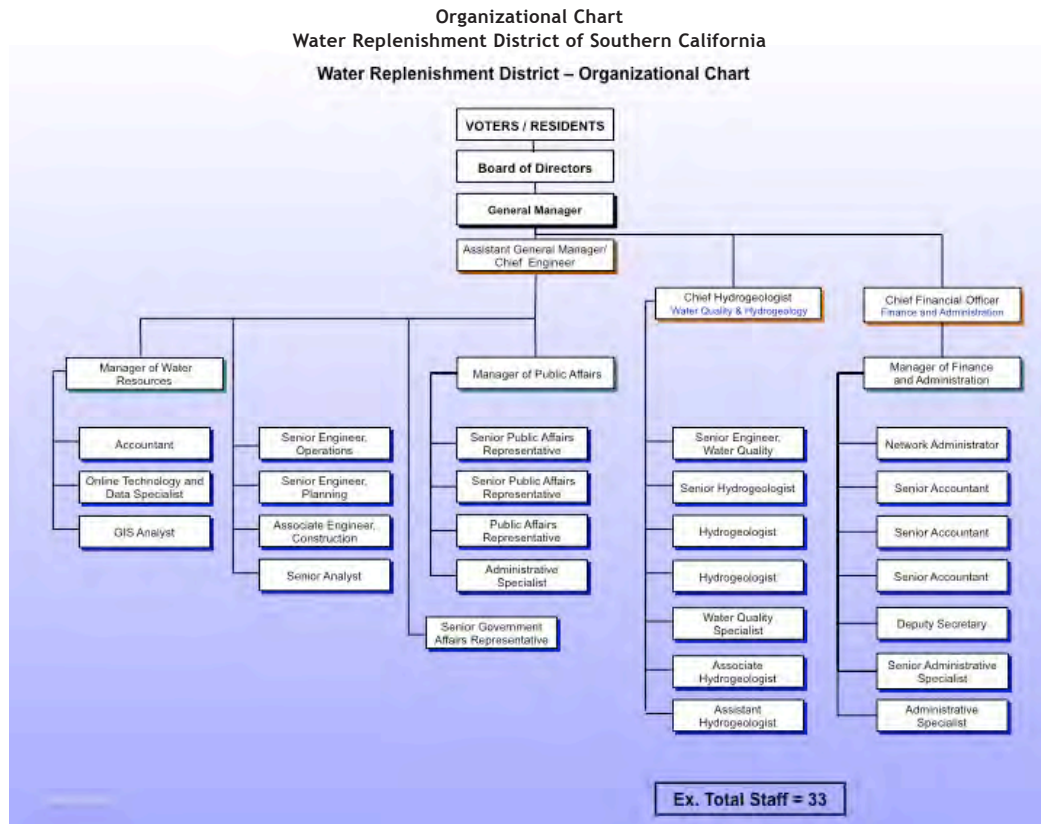 Organizational Chart
Water Replenishment District of Southern California
Water Replenishment District – Organizational Chart
VOTERS / RESIDENTS
Board of Directors
General Manager
Assistant General Manager/
Chief Engineer
Chief Hydrogeologist
Water Quality & Hydrogeology
Chief Financial Officer
Finance and Administration
Manager of Water
Resources
Manager of Public Affairs
Manager of Finance
and Administration
Accountant
Online Technology and
Data Specialist
GIS Analyst
Senior Engineer,
Operations
Senior Engineer,
Planning
Associate Engineer,
Construction
Senior Analyst
Senior Public Affairs
Representative
Senior Public Affairs
Representative
Public Affairs
Representative
Administrative
Specialist
Senior Government
Affairs Representative
Senior Engineer,
Water Quality
Senior Hydrogeologist
Hydrogeologist
Hydrogeologist
Water Quality
Specialist
Associate
Hydrogeologist
Assistant
Hydrogeologist
Network Administrator
Senior Accountant
Senior Accountant
Senior Accountant
Deputy Secretary
Senior Administrative
Specialist
Administrative
Specialist
Ex. Total Staff = 33